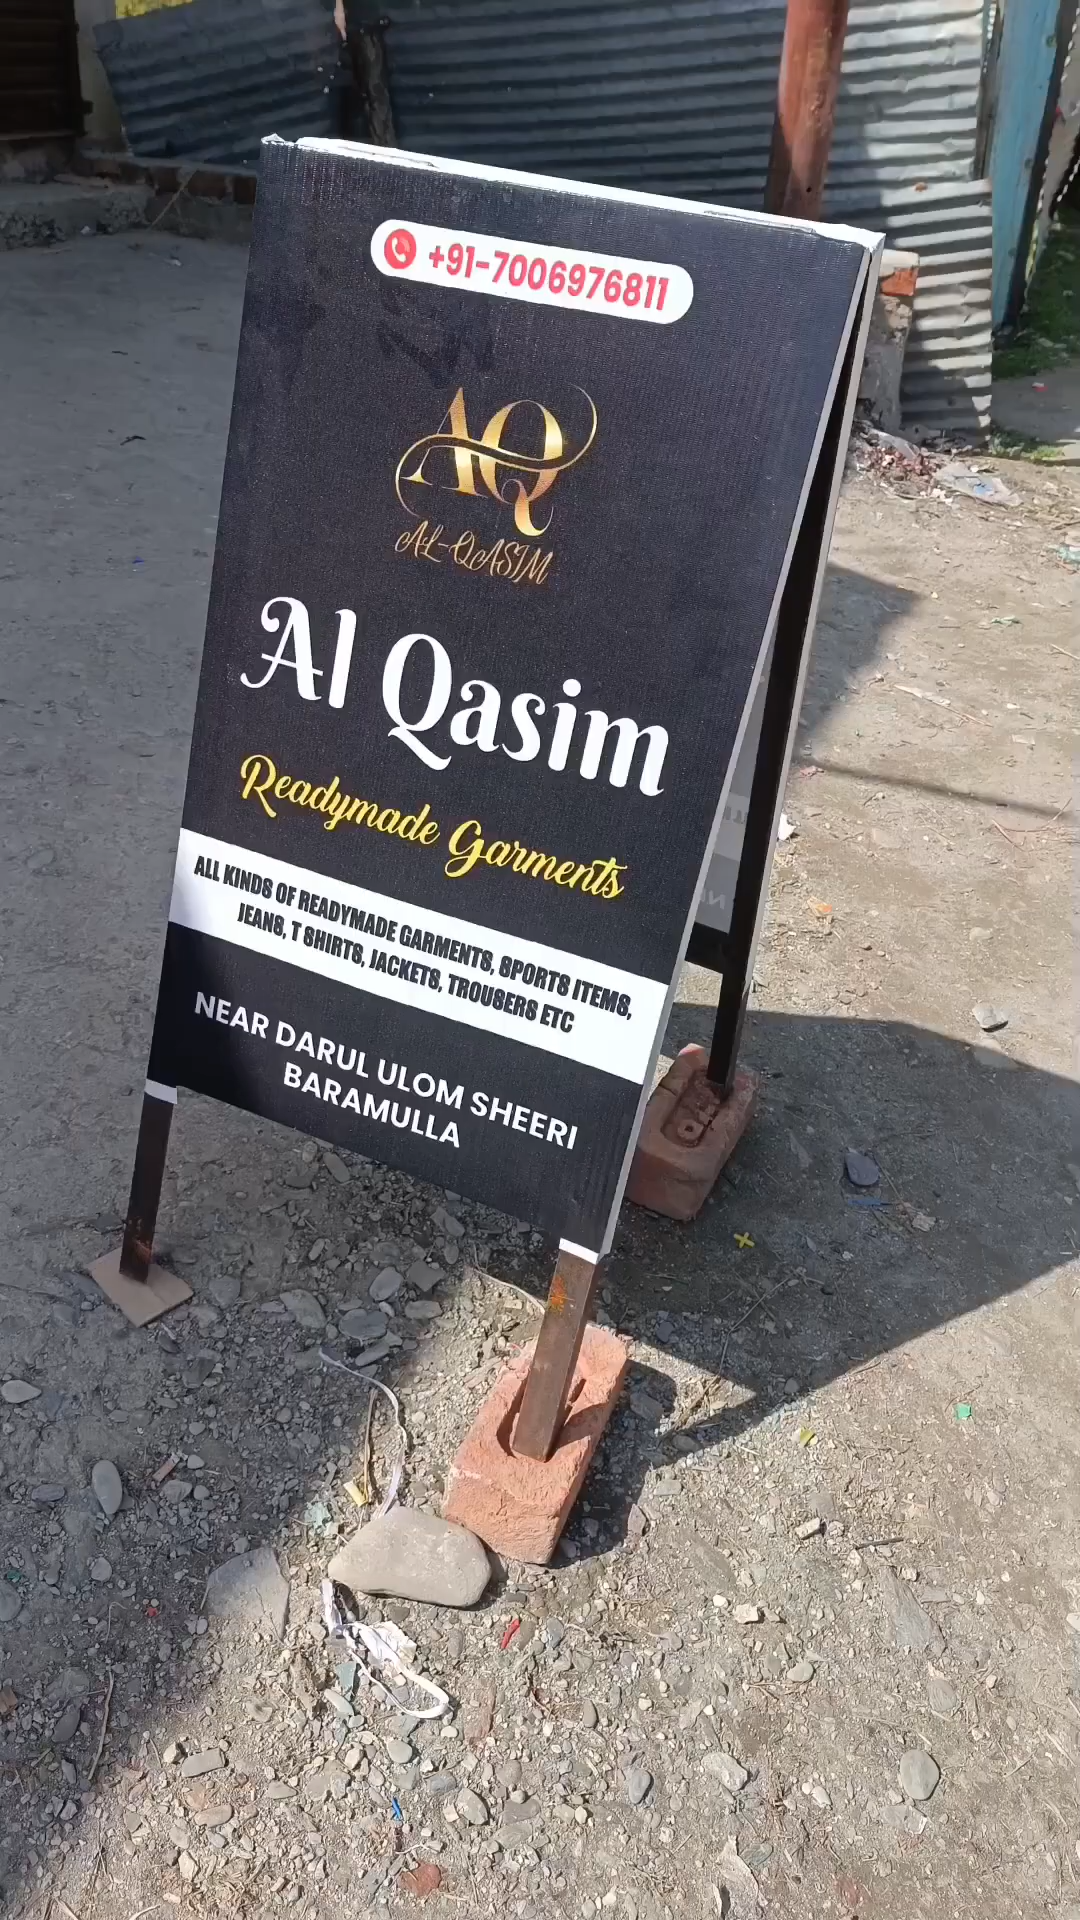 +91-7006976811
AQ
AL-QASIM
Al Qasim
Readymade Garments
ALL KINDS OF READYMADE GARMENTS, SPORTS ITEMS,
JEANS, T SHIRTS, JACKETS, TROUSERS ETC
NEAR DARUL ULOM SHEERI
BARAMULLA